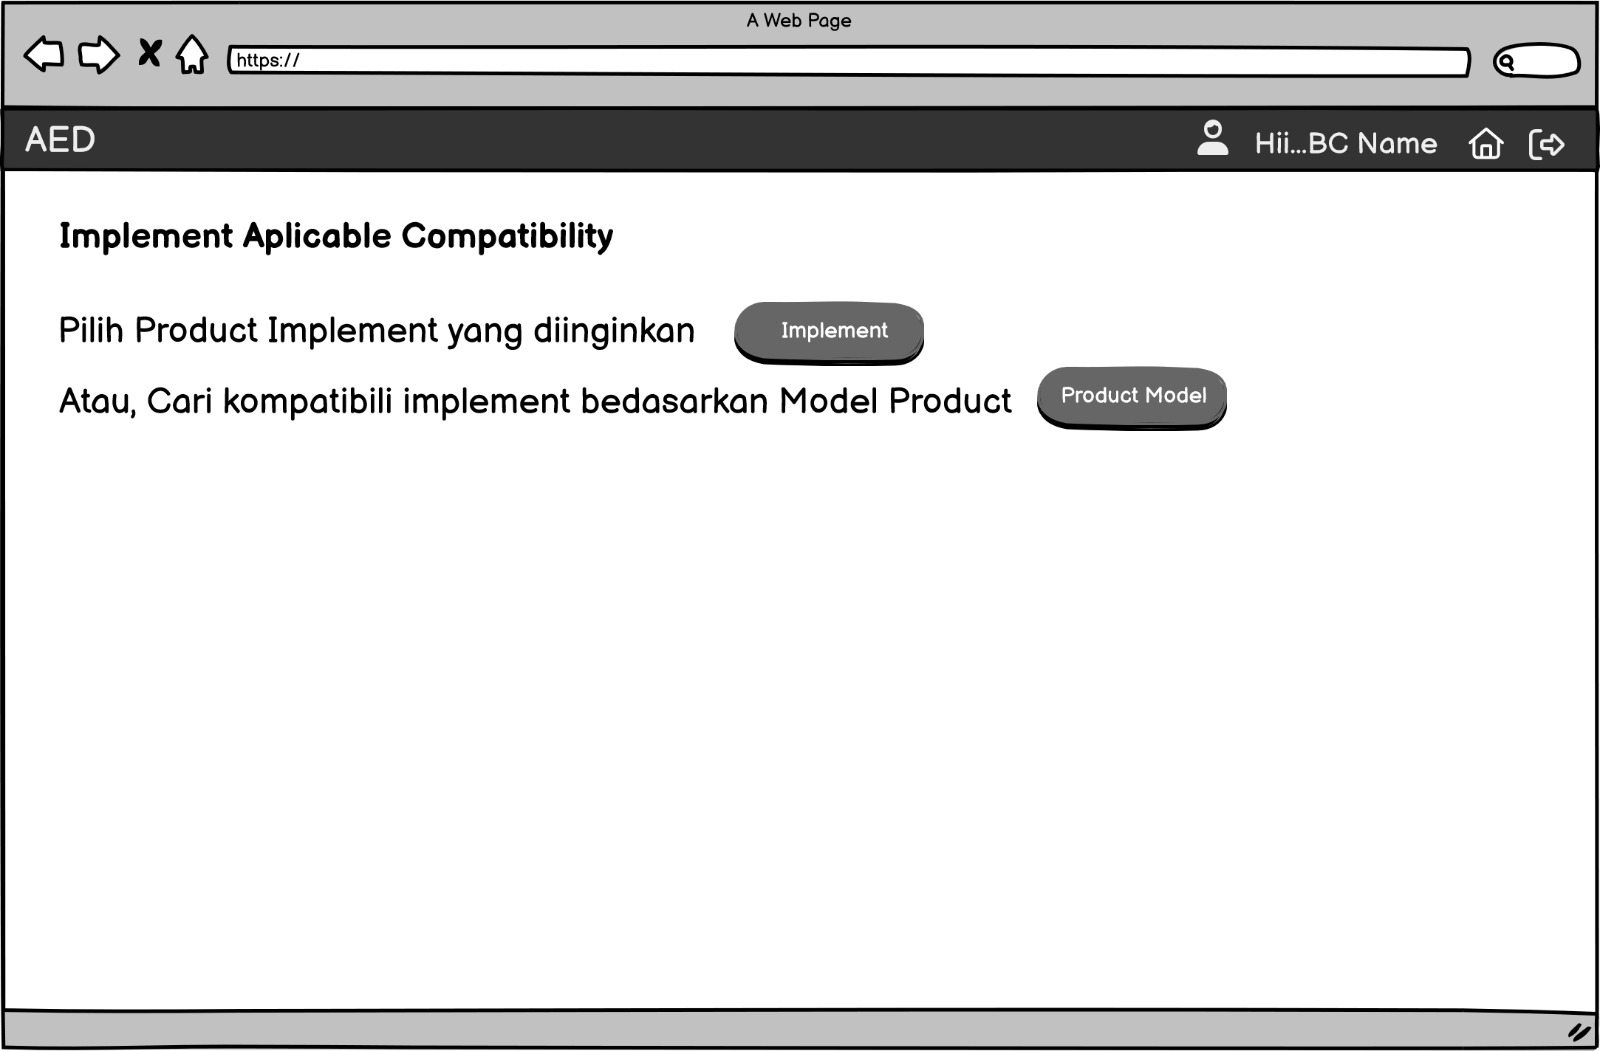 A Web Page
https://
AED
Hii...BC Name
Implement Aplicable Compatibility
Pilih Product Implement yang diinginkan
Implement
Atau, Cari kompatibili implement bedasarkan Model Product
Product Model